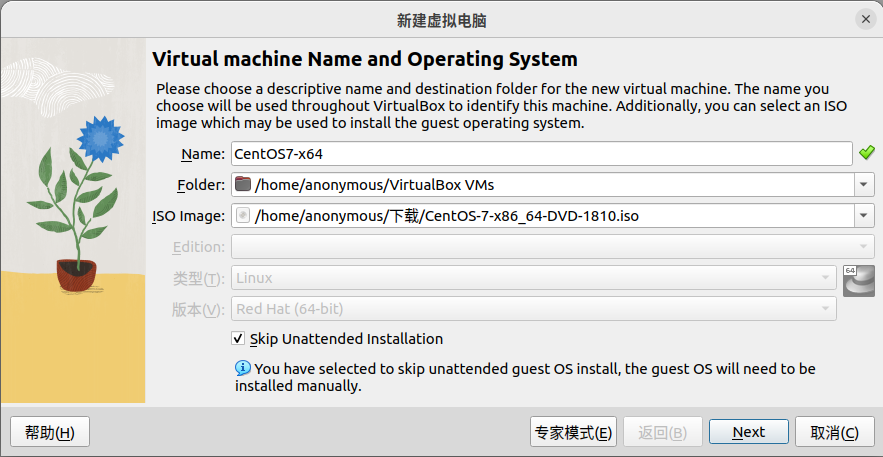 新建虚拟电脑
Virtual machine Name and Operating System
Please choose a descriptive name and destination folder for the new virtual machine. The name you
choose will be used throughout VirtualBox to identify this machine. Additionally, you can select an ISO
image which may be used to install the guest operating system.
Name: CentOS7-x64
Folder: /home/anonymous/VirtualBox VMs
ISO Image: /home/anonymous/下载/CentOS-7-x86_64-DVD-1810.iso
Edition:
类型(T): Linux
64
版本(V): Red Hat (64-bit)
Skip Unattended Installation
You have selected to skip unattended guest OS install, the guest OS will need to be
installed manually.
帮助(H) 专家模式(E) 返回(B) Next 取消(C)